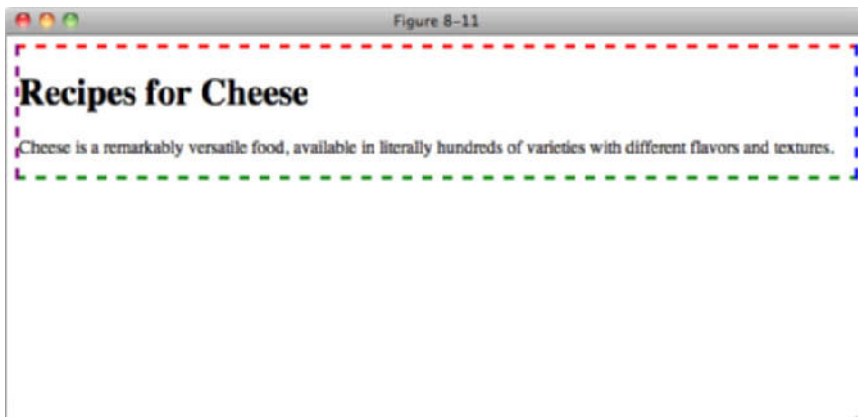 Figure 8-11
Recipes for Cheese
Cheese is a remarkably versatile food, available in literally hundreds of varieties with different flavors and textures.